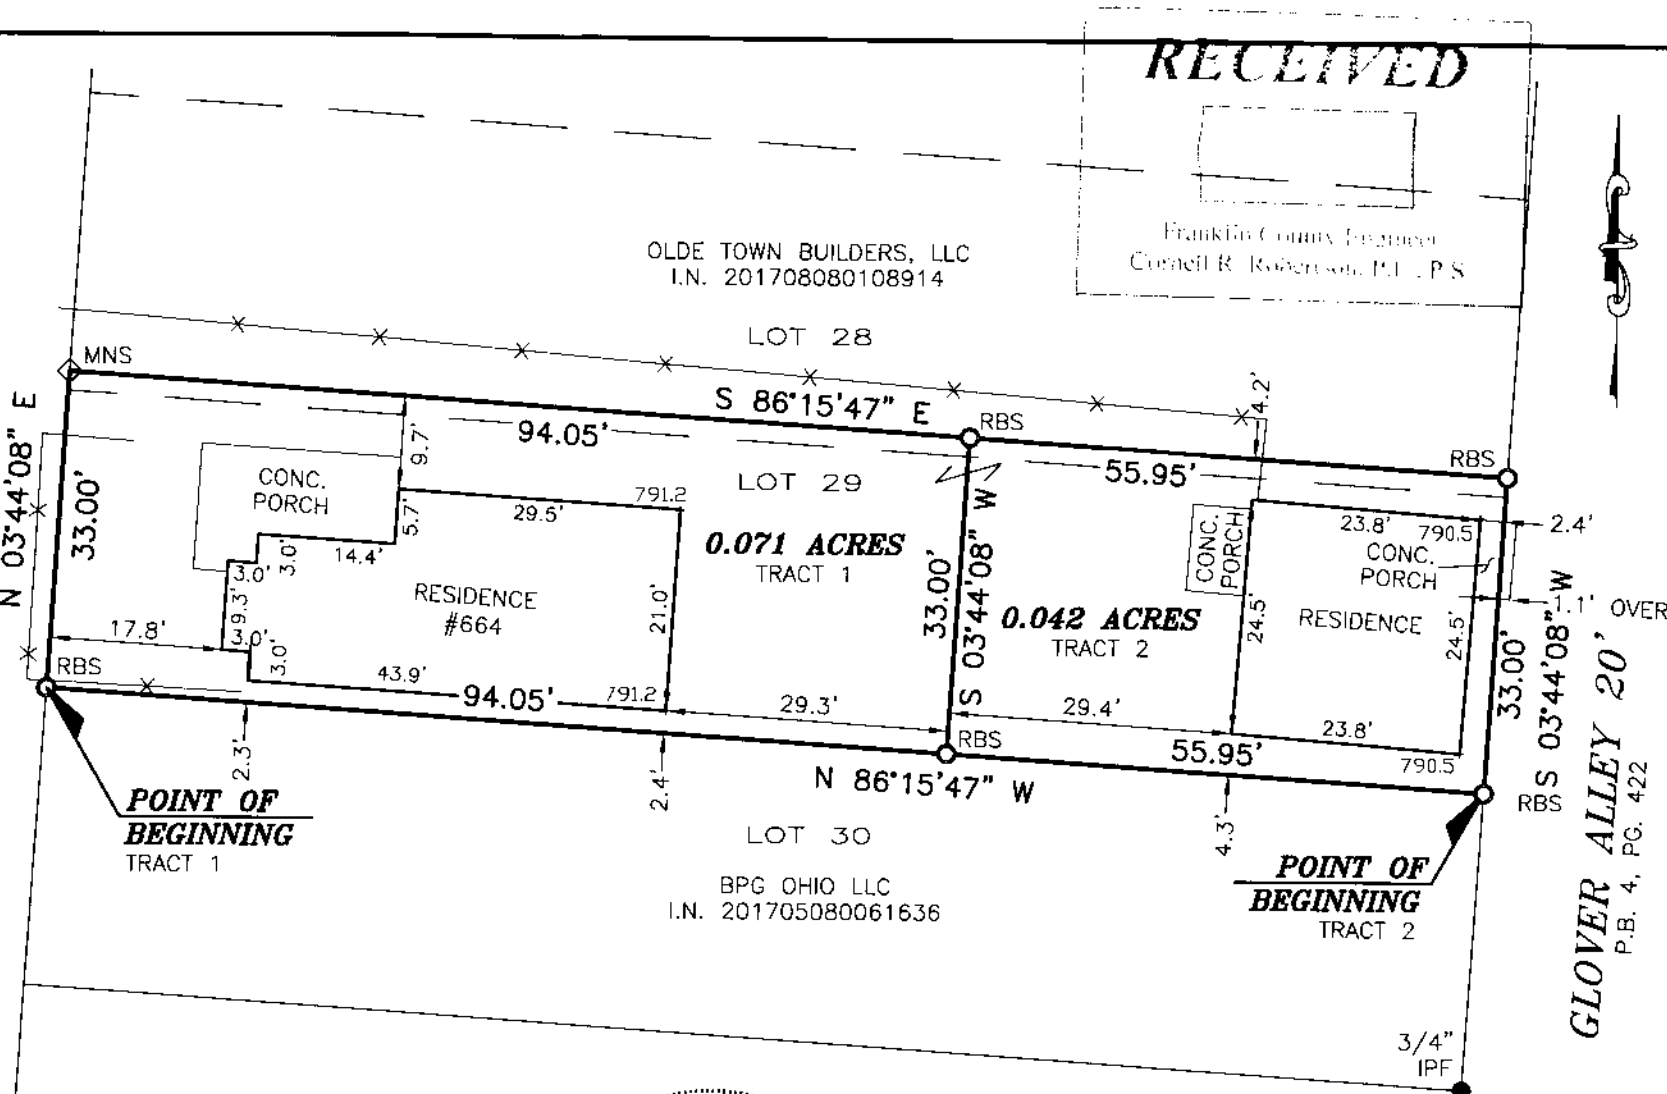 RECEIVED
Franklin County Engineer
Cornell R. Robertson, P.E., P.S.
OLDE TOWN BUILDERS, LLC
I.N. 201708080108914
LOT 28
MNS
S 86°15'47" E
RBS
4.2'
RBS
N 03°44'08" E
33.00'
94.05'
9.7'
CONC.
PORCH
LOT 29
55.95'
791.2
29.5'
5.7'
14.4'
3.0'
3.0'
9.3'
3.0'
3.0'
0.071 ACRES
TRACT 1
RESIDENCE
#664
21.0'
17.8'
RBS
43.9'
94.05'
791.2
29.3'
33.00'
S 03°44'08" W
CONC.
PORCH
23.8'
790.5
2.4'
CONC.
PORCH
1.1' OVER
0.042 ACRES
TRACT 2
24.5'
RESIDENCE
24.5'
29.4'
23.8'
55.95'
790.5
33.00'
S 03°44'08" W
RBS
RBS
N 86°15'47" W
2.3'
2.4'
4.3'
POINT OF
BEGINNING
TRACT 1
LOT 30
BPG OHIO LLC
I.N. 201705080061636
POINT OF
BEGINNING
TRACT 2
GLOVER ALLEY 20'
P.B. 4, PG. 422
3/4"
IPF